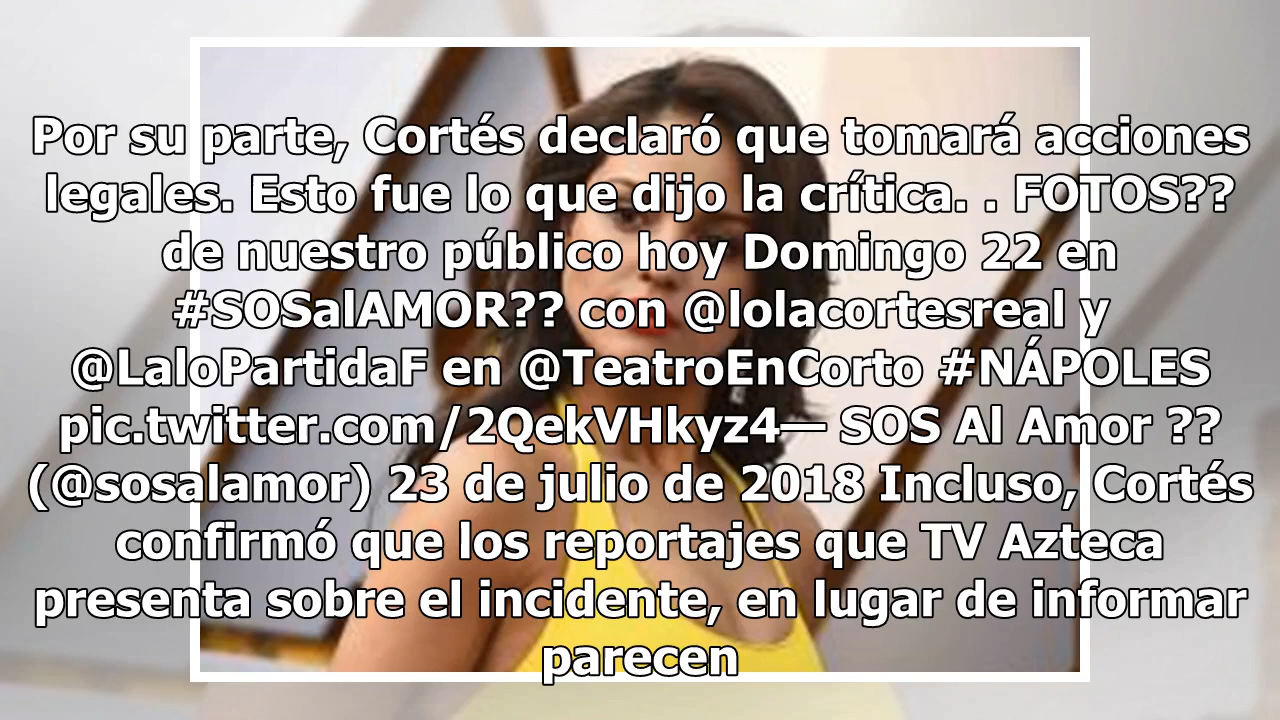 Por su parte, Cortés declaró que tomará acciones
legales. Esto fue lo que dijo la crítica. . FOTOS??
de nuestro público hoy Domingo 22 en
#SOSalAMOR?? con @lolacortesreal y
@LaloPartidaF en @TeatroEnCorto #NÁPOLES
pic.twitter.com/2QekVHkyz4— SOS Al Amor ??
(@sosalamor) 23 de julio de 2018 Incluso, Cortés
confirmó que los reportajes que TV Azteca
presenta sobre el incidente, en lugar de informar
parecen